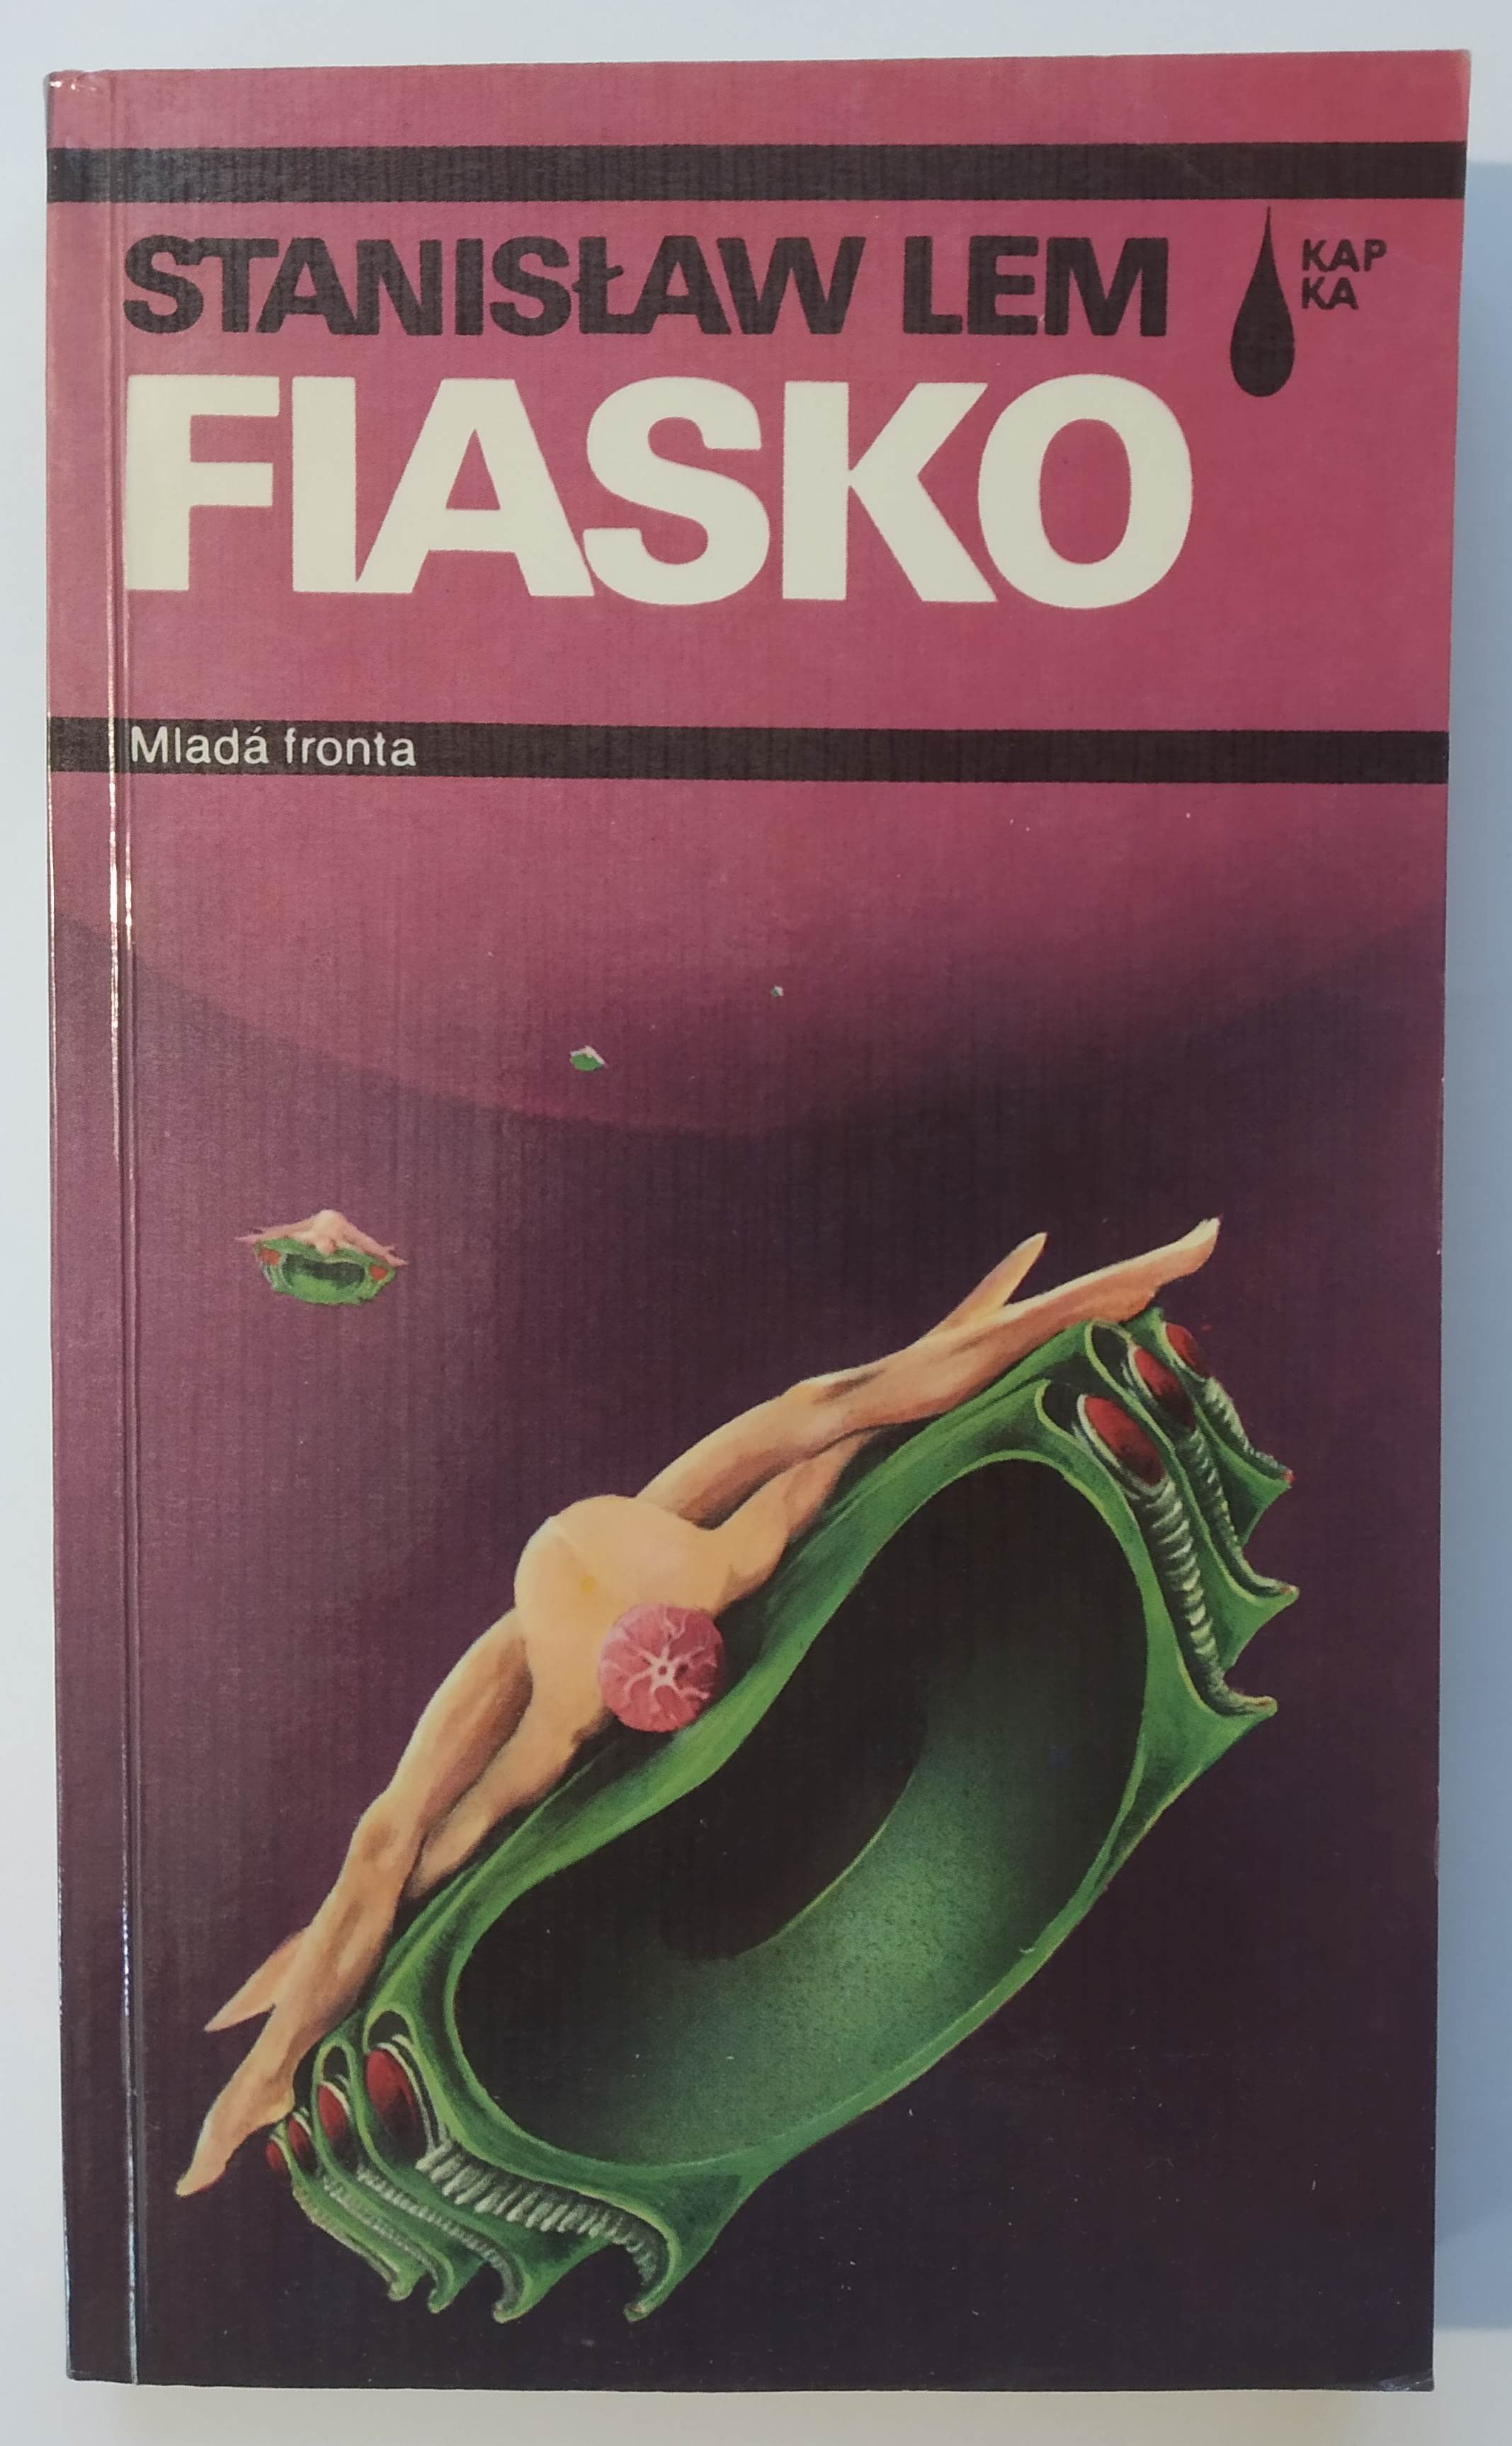 STANISŁAW LEM
KAP
KA
FIASKO
Mladá fronta